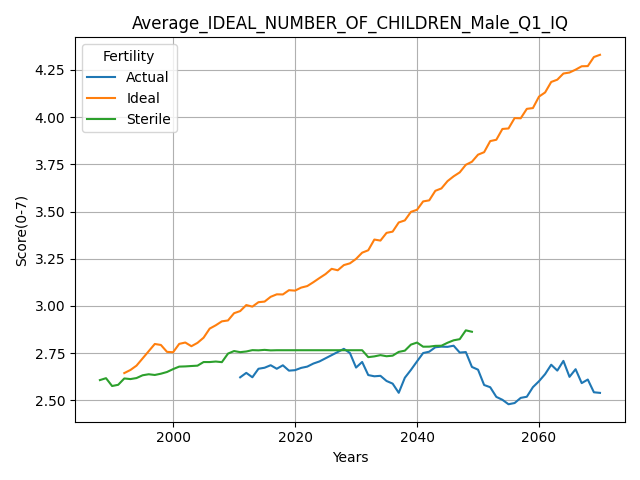 Average_IDEAL_NUMBER_OF_CHILDREN_Male_Q1_IQ
Fertility
Actual
Ideal
Sterile
Score(0-7)
4.25
4.00
3.75
3.50
3.25
3.00
2.75
2.50
2000
2020
2040
2060
Years